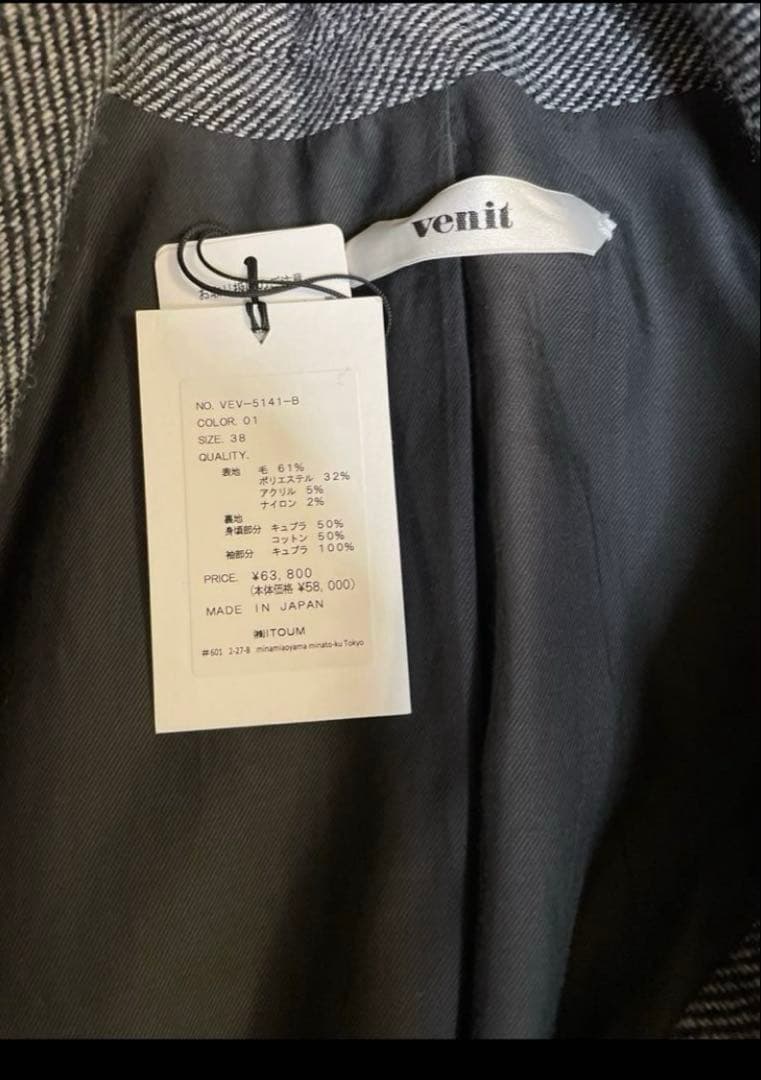 venit
NO. VEV-5141-B
COLOR. 01
SIZE. 38
QUALITY.
表地 毛 61%
ポリエステル 32%
アクリル 5%
ナイロン 2%
裏地
身頃部分 キュプラ 50%
コットン 50%
袖部分 キュプラ 100%
PRICE. ¥63,800
(本体価格 ¥58,000)
MADE IN JAPAN
㈱ITOUM
#601 2-27-8 minamiaoyama minato-ku Tokyo